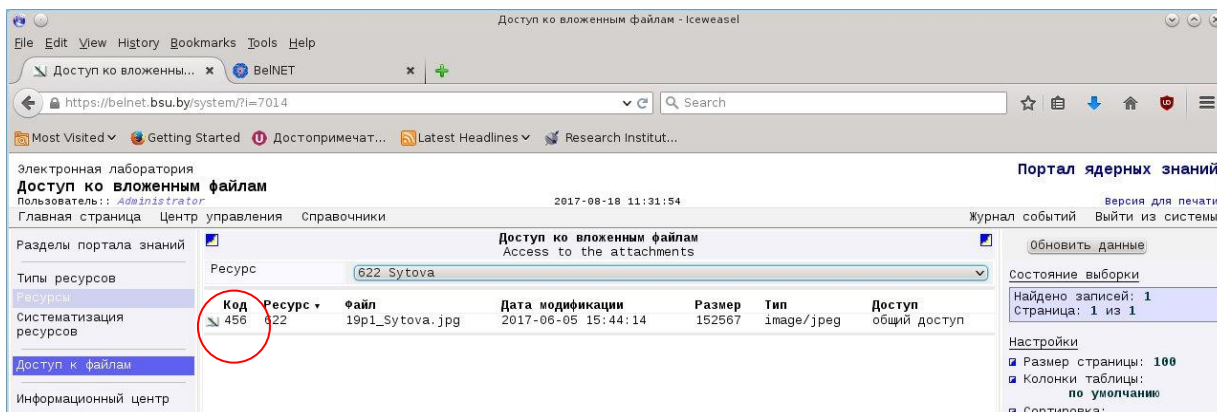 Доступ ко вложенным файлам - Iceweasel
File Edit View History Bookmarks Tools Help
Доступ ко вложенны... BelNET
https://belnet.bsu.by/system/?i=7014 Search
Most Visited Getting Started Достопримечат... Latest Headlines Research Institut...
Электронная лаборатория Портал ядерных знаний
Доступ ко вложенным файлам
Пользователь:: Administrator 2017-08-18 11:31:54 Версия для печати
Главная страница Центр управления Справочники Журнал событий Выйти из системы
Разделы портала знаний
Типы ресурсов
Ресурсы
Систематизация
ресурсов
Доступ к файлам
Информационный центр
Доступ ко вложенным файлам
Access to the attachments
Ресурс 622 Sytova
Код Ресурс Файл Дата модификации Размер Тип Доступ
456 622 19p1_Sytova.jpg 2017-06-05 15:44:14 152567 image/jpeg общий доступ
Обновить данные
Состояние выборки
Найдено записей: 1
Страница: 1 из 1
Настройки
Размер страницы: 100
Колонки таблицы:
по умолчанию
Сортировка: